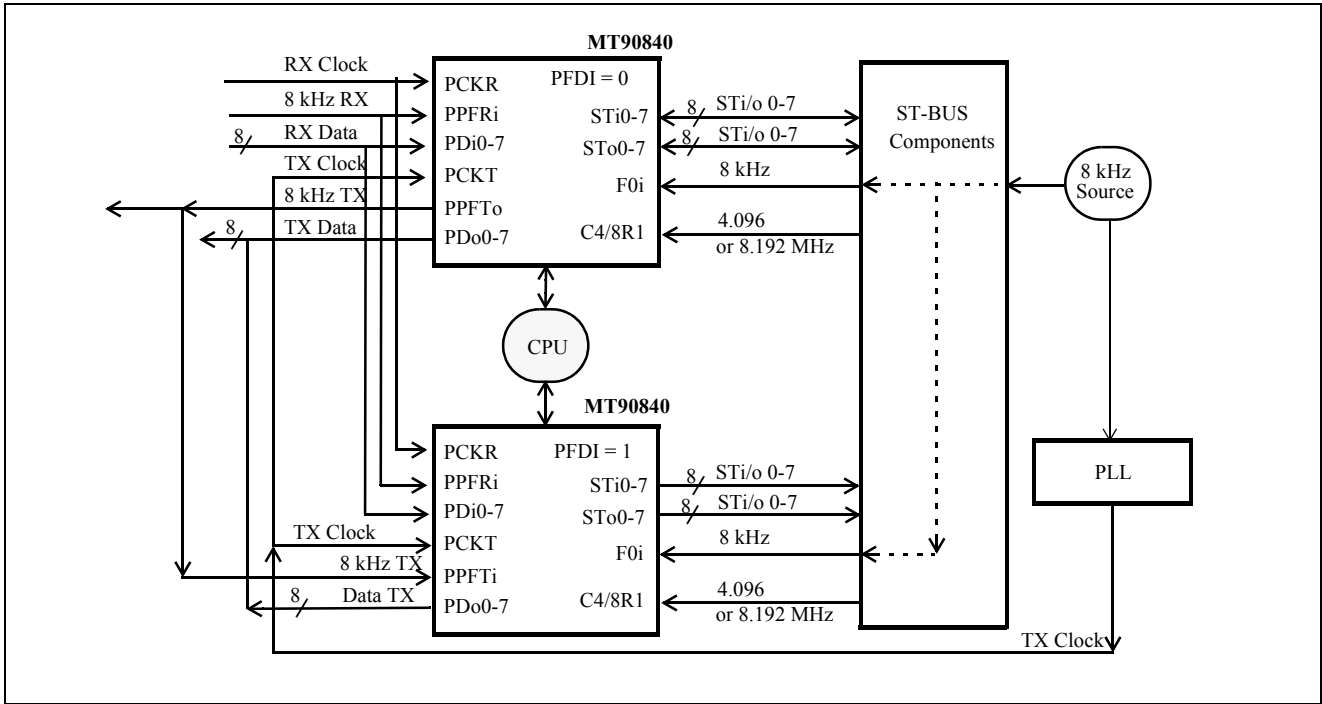 MT90840
RX Clock
8 kHz RX
8 RX Data
TX Clock
8 kHz TX
8 TX Data
PCKR
PPFRi
PDi0-7
PCKT
PPFTo
PDo0-7
PFDI = 0
STi0-7
STo0-7
F0i
C4/8R1
8 STi/o 0-7
8 STi/o 0-7
8 kHz
4.096
or 8.192 MHz
ST-BUS
Components
8 kHz
Source
CPU
MT90840
TX Clock
8 kHz TX
8 Data TX
PCKR
PPFRi
PDi0-7
PCKT
PPFTi
PDo0-7
PFDI = 1
STi0-7
STo0-7
F0i
C4/8R1
8 STi/o 0-7
8 STi/o 0-7
8 kHz
4.096
or 8.192 MHz
PLL
TX Clock